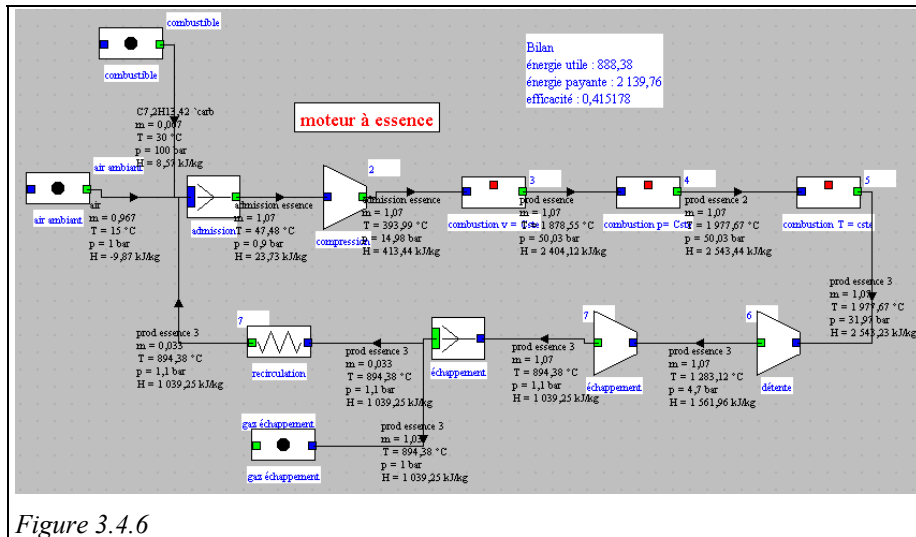 combustible
combustible
Bilan
énergie utile : 888,38
énergie payante : 2 139,76
efficacité : 0,415178
moteur à essence
C7,2H13,42 `carb
m = 0,067
T = 30 °C
p = 100 bar
H = 8,57 kJ/kg
air ambiant
air ambiant
air
m = 0,967
T = 15 °C
p = 1 bar
H = -9,87 kJ/kg
admission
admission essence
m = 1,07
T = 47,48 °C
p = 0,9 bar
H = 23,73 kJ/kg
2
compression
admission essence
m = 1,07
T = 393,99 °C
p = 14,98 bar
H = 413,44 kJ/kg
3
combustion v = Cste
prod essence
m = 1,07
T = 1 878,55 °C
p = 50,03 bar
H = 2 404,12 kJ/kg
4
combustion p= Cste
prod essence 2
m = 1,07
T = 1 977,67 °C
p = 50,03 bar
H = 2 543,44 kJ/kg
5
combustion T = cste
prod essence 3
m = 1,07
T = 1 977,67 °C
p = 31,93 bar
H = 2 543,23 kJ/kg
6
détente
prod essence 3
m = 1,07
T = 1 283,12 °C
p = 4,7 bar
H = 1 561,96 kJ/kg
7
échappement
prod essence 3
m = 1,07
T = 894,38 °C
p = 1,1 bar
H = 1 039,25 kJ/kg
échappement
prod essence 3
m = 0,033
T = 894,38 °C
p = 1,1 bar
H = 1 039,25 kJ/kg
7
recirculation
prod essence 3
m = 0,033
T = 894,38 °C
p = 1,1 bar
H = 1 039,25 kJ/kg
gaz échappement
gaz échappement
prod essence 3
T = 894,38 °C
p = 1 bar
H = 1 039,25 kJ/kg
Figure 3.4.6